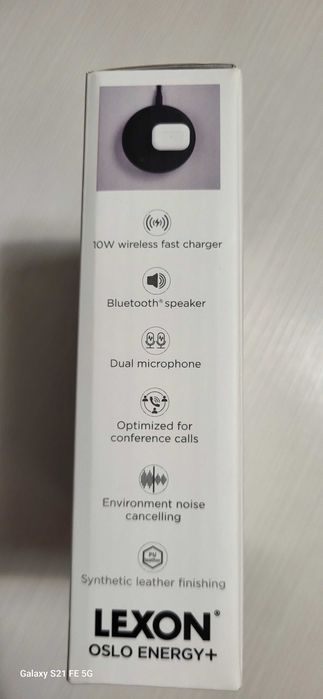 10W wireless fast charger
Bluetooth® speaker
Dual microphone
Optimized for
conference calls
Environment noise
cancelling
PU
Synthetic leather finishing
LEXON®
OSLO ENERGY+
Galaxy S21 FE 5G